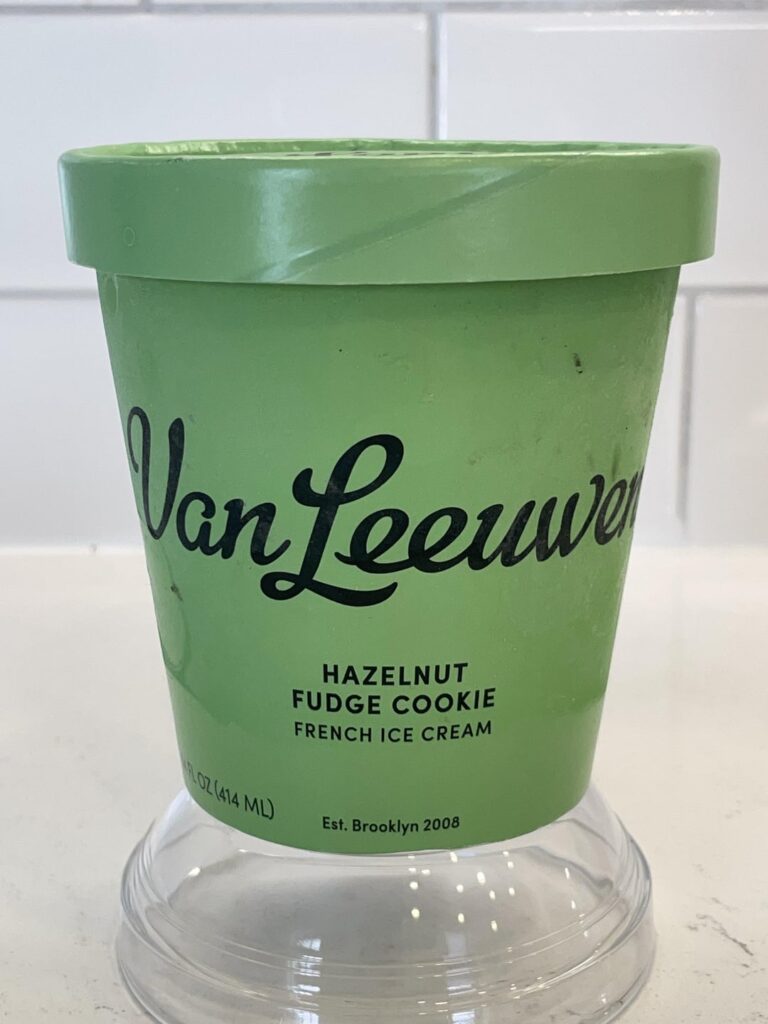 Van Leeuwen
HAZELNUT
FUDGE COOKIE
FRENCH ICE CREAM
FL OZ (414 ML)
Est. Brooklyn 2008